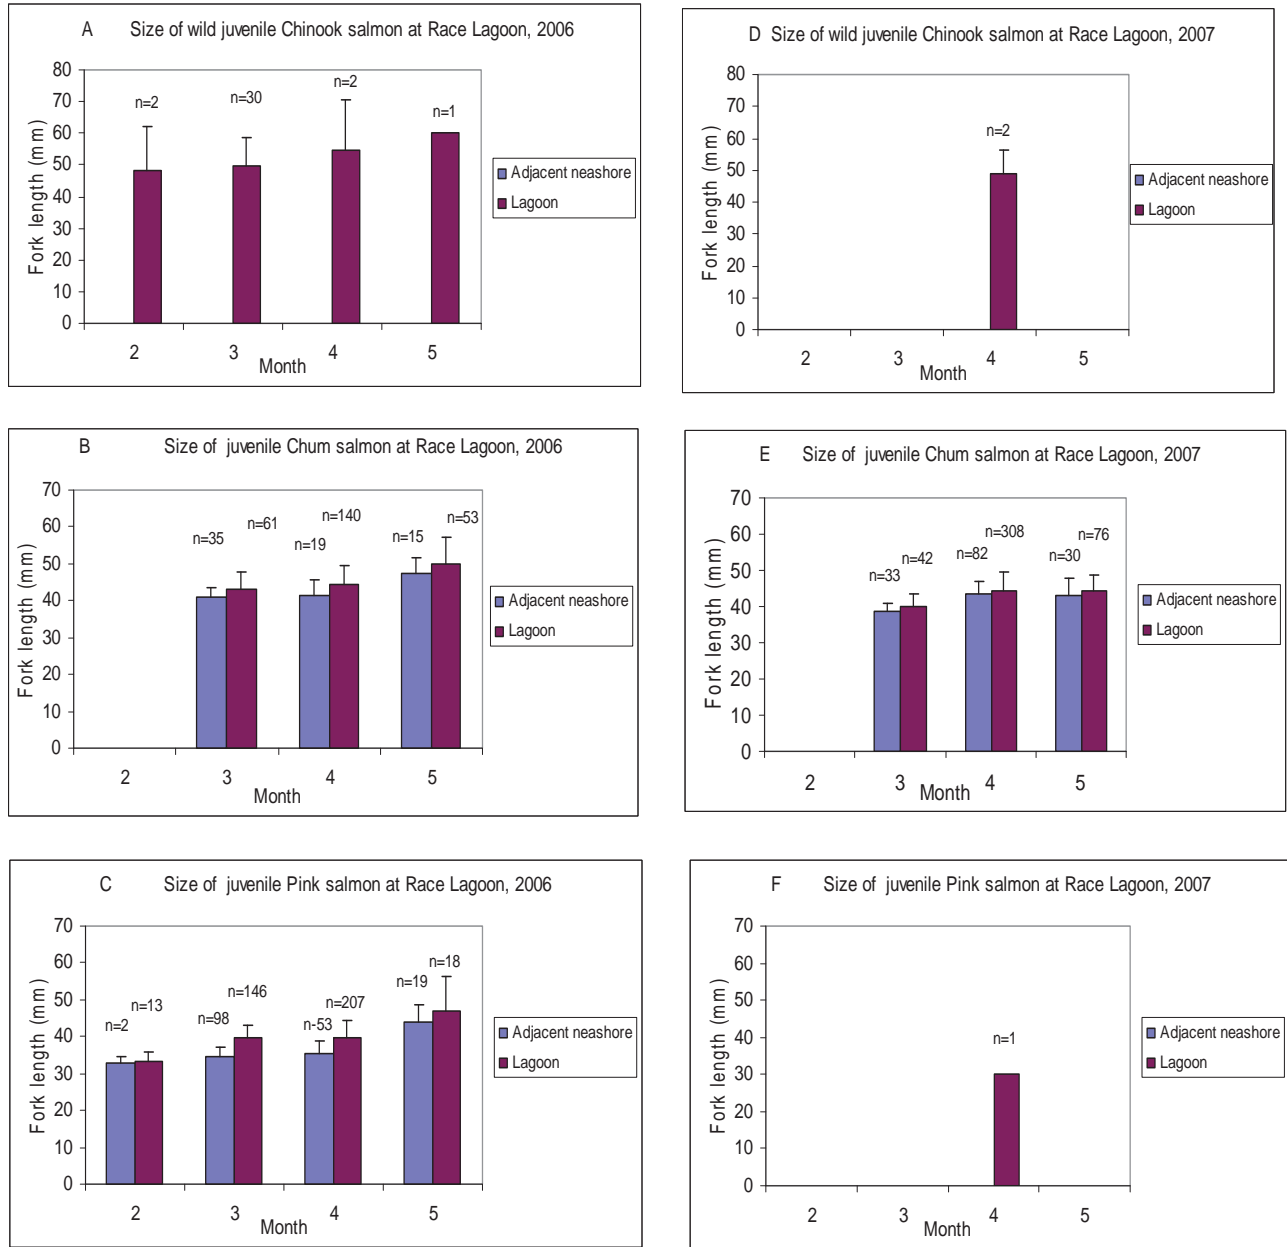 A Size of wild juvenile Chinook salmon at Race Lagoon, 2006
Fork length (mm)
80
70
60
50
40
30
20
10
0
n=2
n=30
n=2
n=1
2 3 4 5
Month
Adjacent neashore
Lagoon
D Size of wild juvenile Chinook salmon at Race Lagoon, 2007
Fork length (mm)
80
70
60
50
40
30
20
10
0
n=2
2 3 4 5
Month
Adjacent neashore
Lagoon
B Size of juvenile Chum salmon at Race Lagoon, 2006
Fork length (mm)
70
60
50
40
30
20
10
0
n=35
n=61
n=19
n=140
n=15
n=53
2 3 4 5
Month
Adjacent neashore
Lagoon
E Size of juvenile Chum salmon at Race Lagoon, 2007
Fork length (mm)
70
60
50
40
30
20
10
0
n=33
n=42
n=82
n=308
n=30
n=76
2 3 4 5
Month
Adjacent neashore
Lagoon
C Size of juvenile Pink salmon at Race Lagoon, 2006
Fork length (mm)
70
60
50
40
30
20
10
0
n=2
n=13
n=98
n=146
n-53
n=207
n=19
n=18
2 3 4 5
Month
Adjacent neashore
Lagoon
F Size of juvenile Pink salmon at Race Lagoon, 2007
Fork length (mm)
70
60
50
40
30
20
10
0
n=1
2 3 4 5
Month
Adjacent neashore
Lagoon